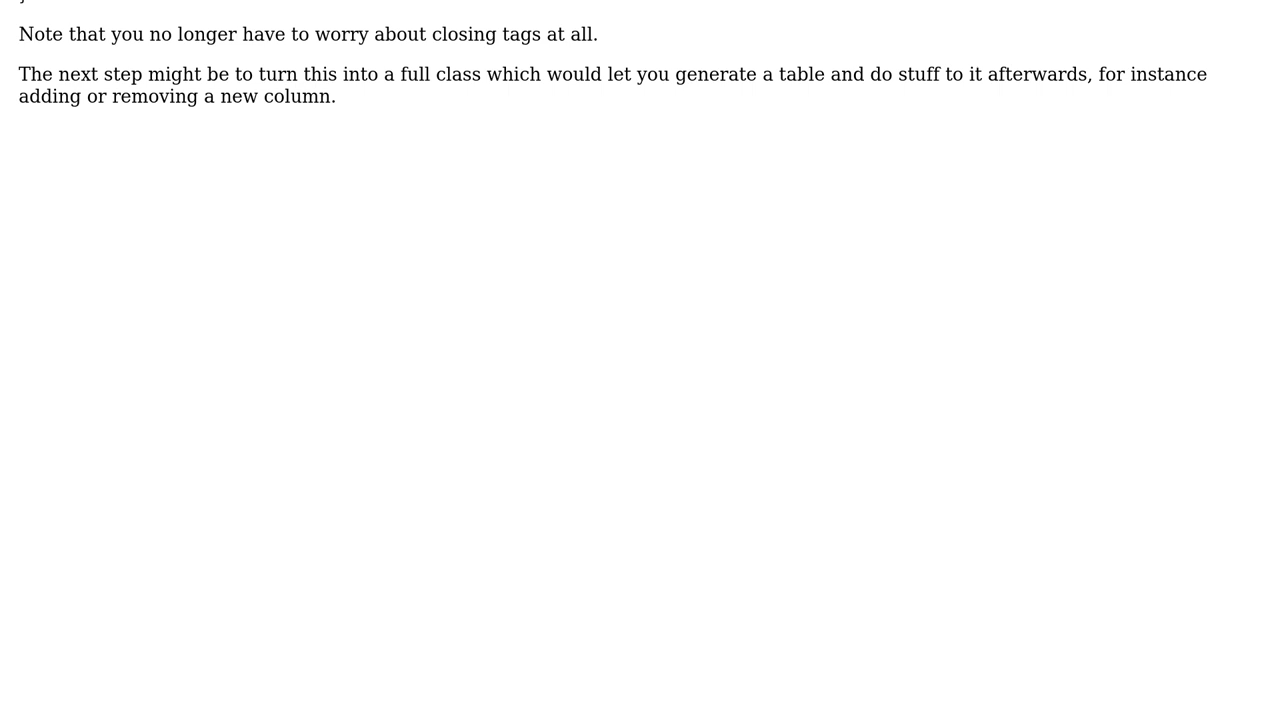 Note that you no longer have to worry about closing tags at all.
The next step might be to turn this into a full class which would let you generate a table and do stuff to it afterwards, for instance
adding or removing a new column.